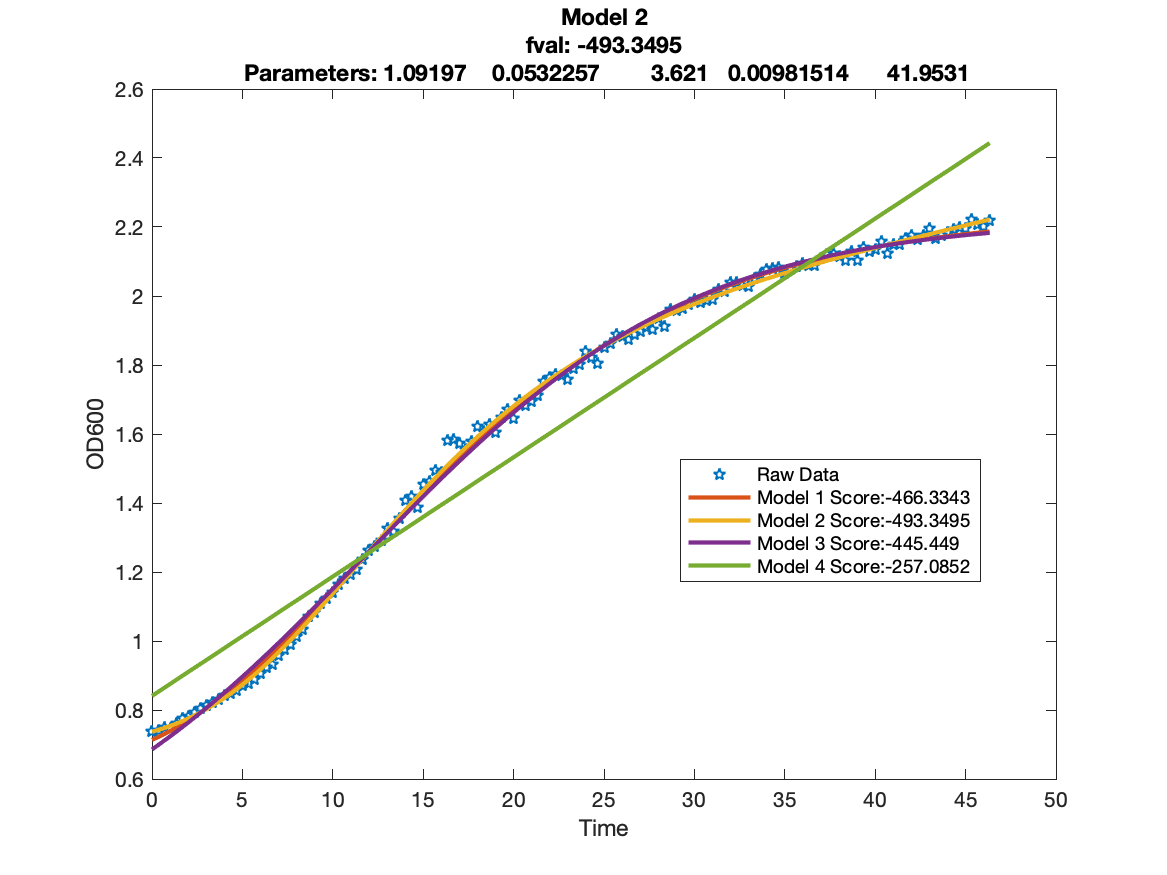 Model 2
fval: -493.3495
Parameters: 1.09197 0.0532257 3.621 0.00981514 41.9531
2.6
2.4
2.2
2
1.8
1.6
1.4
1.2
1
0.8
0.6
OD600
Raw Data
Model 1 Score:-466.3343
Model 2 Score:-493.3495
Model 3 Score:-445.449
Model 4 Score:-257.0852
0 5 10 15 20 25 30 35 40 45 50
Time